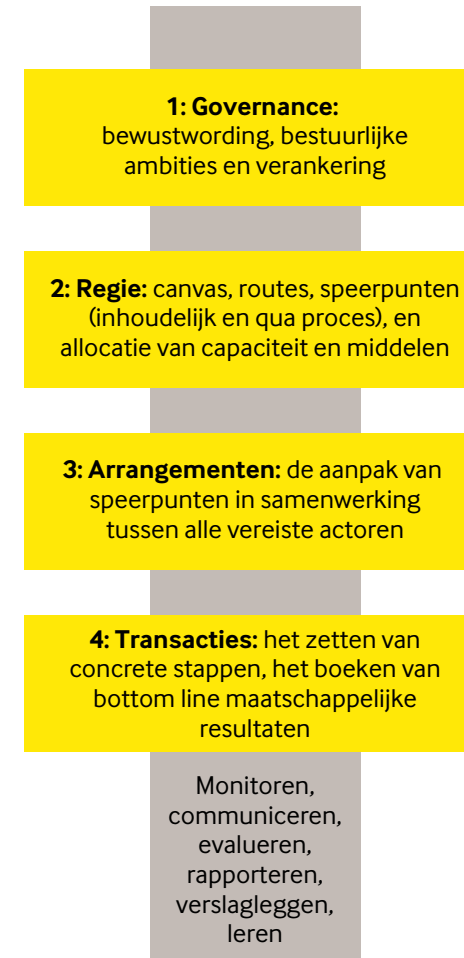 1: Governance:
bewustwording, bestuurlijke
ambities en verankering
2: Regie: canvas, routes, speerpunten
(inhoudelijk en qua proces), en
allocatie van capaciteit en middelen
3: Arrangementen: de aanpak van
speerpunten in samenwerking
tussen alle vereiste actoren
4: Transacties: het zetten van
concrete stappen, het boeken van
bottom line maatschappelijke
resultaten
Monitoren,
communiceren,
evalueren,
rapporteren,
verslagleggen,
leren